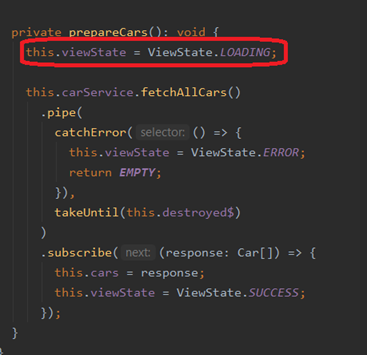 private prepareCars(): void {
this.viewState = ViewState.LOADING;
this.carService.fetchAllCars()
.pipe(
catchError( selector: () => {
this.viewState = ViewState.ERROR;
return EMPTY;
}),
takeUntil(this.destroyed$)
)
.subscribe( next: (response: Car[]) => {
this.cars = response;
this.viewState = ViewState.SUCCESS;
});
}